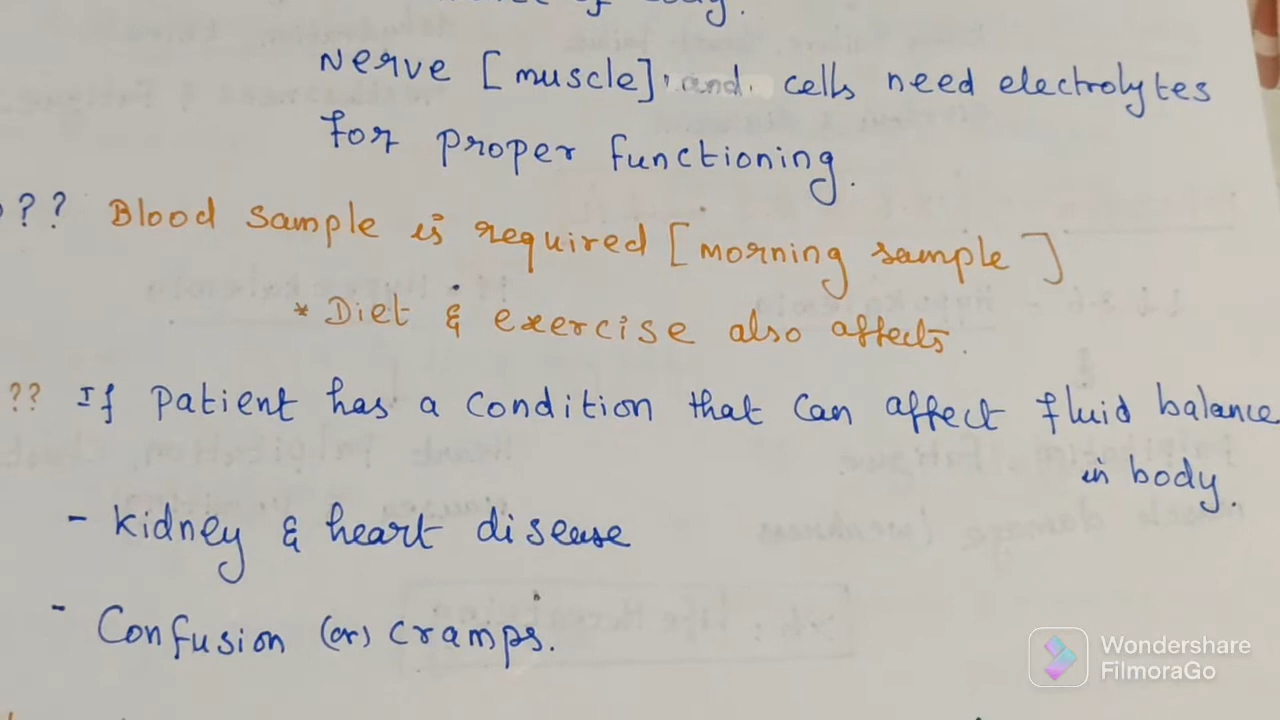 Nerve [muscle] and cells need electrolytes
for proper functioning.
?? Blood sample is required [morning sample]
* Diet & exercise also affects.
?? If patient has a condition that can affect fluid balance
in body.
- Kidney & heart disease
- Confusion (or) cramps.
Wondershare
FilmoraGo